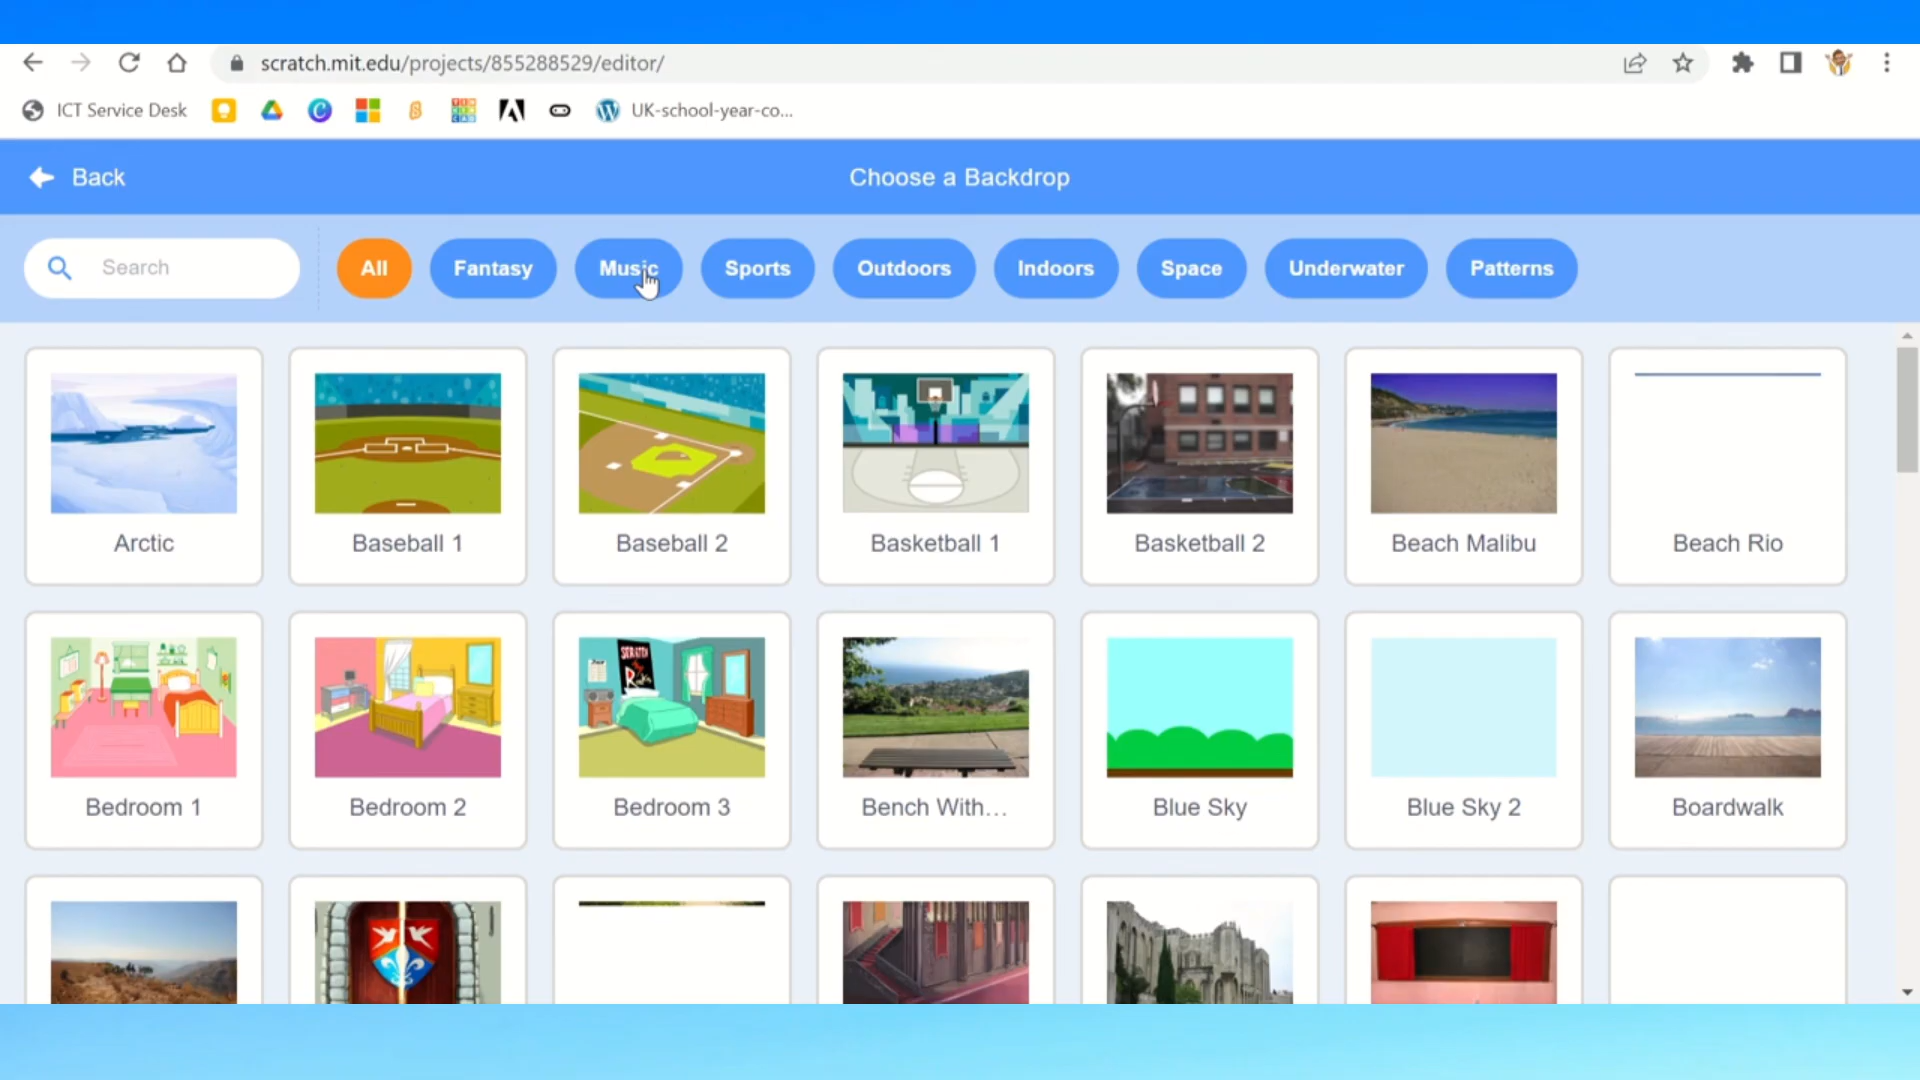 scratch.mit.edu/projects/855288529/editor/
ICT Service Desk UK-school-year-co...
Back Choose a Backdrop
Search All Fantasy Music Sports Outdoors Indoors Space Underwater Patterns
Arctic Baseball 1 Baseball 2 Basketball 1 Basketball 2 Beach Malibu Beach Rio
SCRATCH
Bedroom 1 Bedroom 2 Bedroom 3 Bench With... Blue Sky Blue Sky 2 Boardwalk